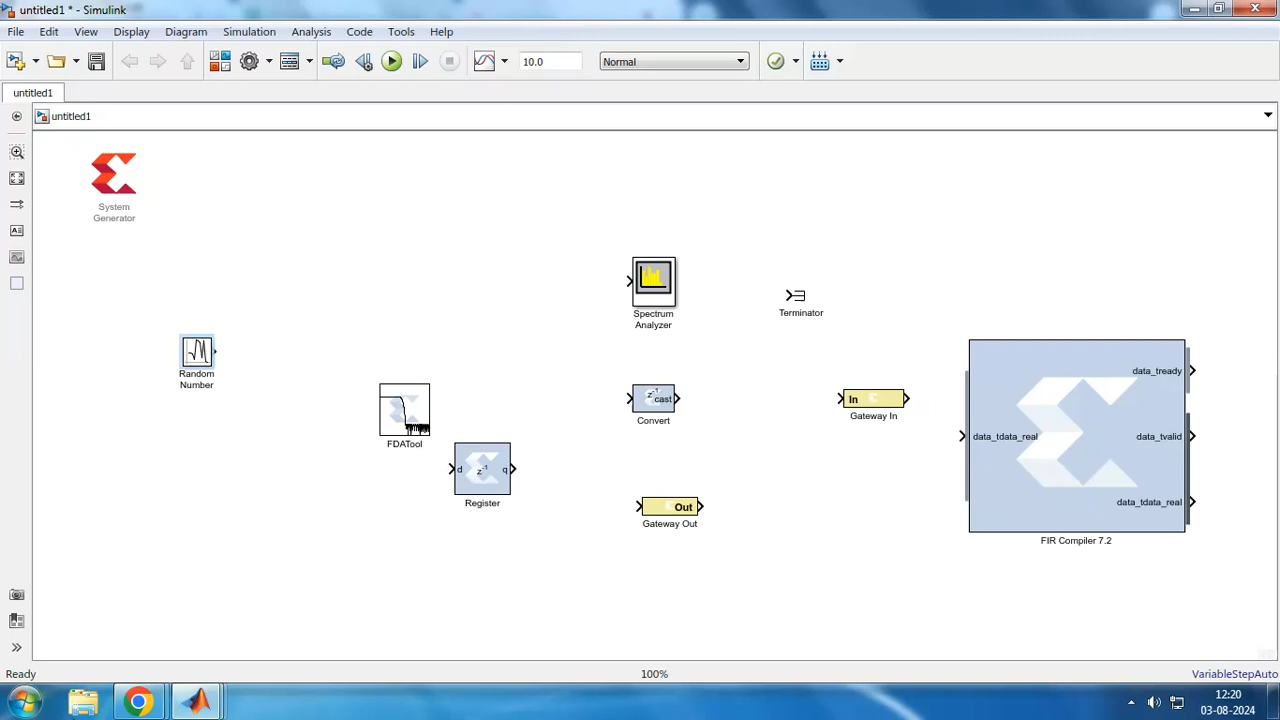 untitled1 * - Simulink
File Edit View Display Diagram Simulation Analysis Code Tools Help
10.0
Normal
untitled1
untitled1
System
Generator
Spectrum
Analyzer
Terminator
Random
Number
FDATool
z-1
cast
Convert
In
Gateway In
data_tready
data_tdata_real
data_tvalid
data_tdata_real
FIR Compiler 7.2
d
z-1
q
Register
Out
Gateway Out
Ready
100%
VariableStepAuto
12:20
03-08-2024